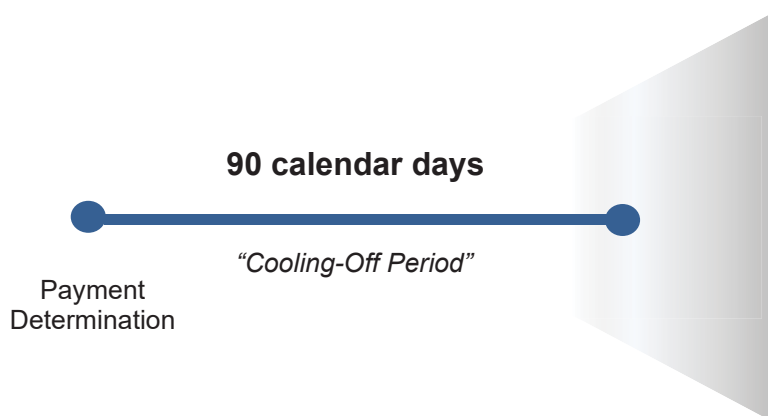 90 calendar days
“Cooling-Off Period”
Payment
Determination